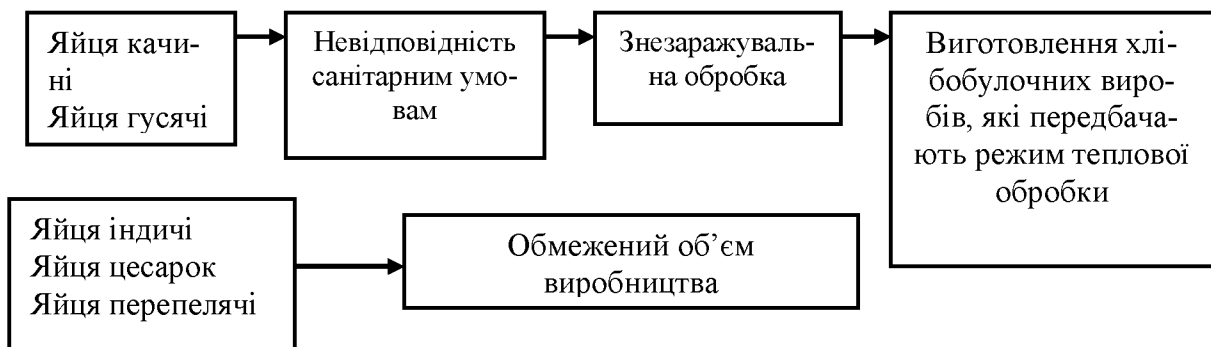 Яйця качи-
ні
Яйця гусячі
Невідповідність
санітарним умо-
вам
Знезаражуваль-
на обробка
Виготовлення хлі-
бобулочних виро-
бів, які передбача-
ють режим теплової
обробки
Яйця індичі
Яйця цесарок
Яйця перепелячі
Обмежений об’єм
виробництва